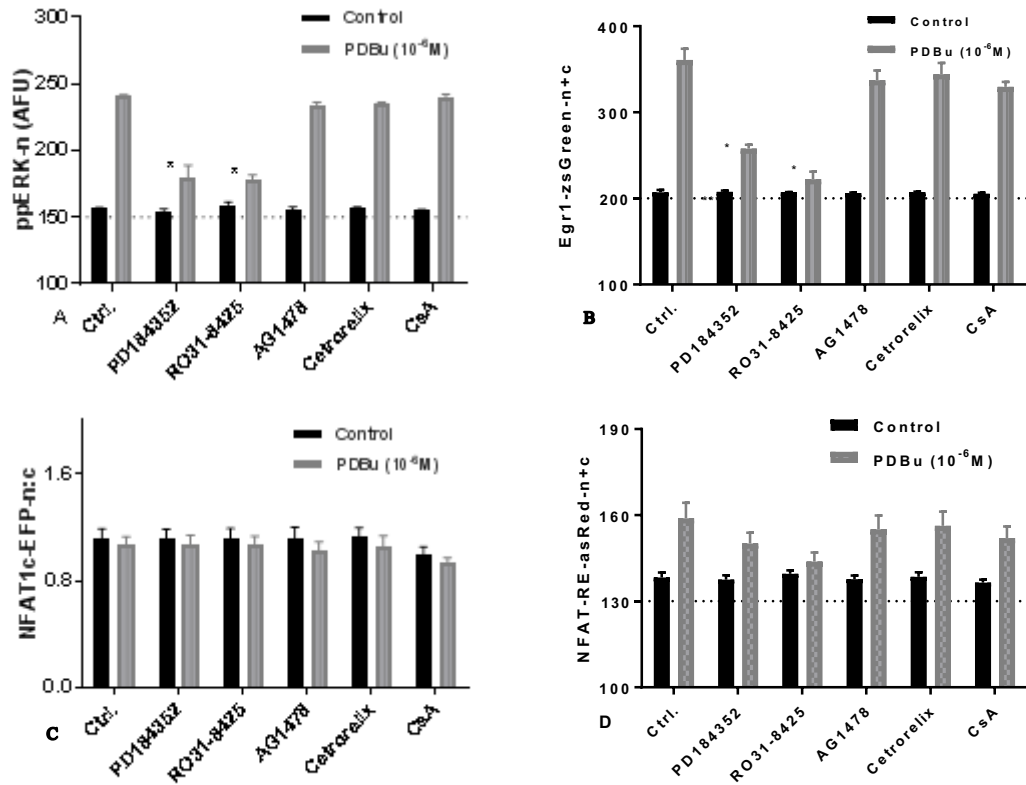 300
250
200
150
100
ppERK-n (AFU)
Control
PDBu (10⁻⁶M)
*
*
Ctrl.
PD184352
RO31-8425
AG1478
Cetrorelix
CsA
A
400
300
200
100
Egr1-zsGreen-n+c
Control
PDBu (10⁻⁶M)
*
*
Ctrl.
PD184352
RO31-8425
AG1478
Cetrorelix
CsA
B
1.6
0.8
0.0
NFAT1c-EFP-n:c
Control
PDBu (10⁻⁶M)
Ctrl.
PD184352
RO31-8425
AG1478
Cetrorelix
CsA
C
190
160
130
100
NFAT-RE-asRed-n+c
Control
PDBu (10⁻⁶M)
Ctrl.
PD184352
RO31-8425
AG1478
Cetrorelix
CsA
D